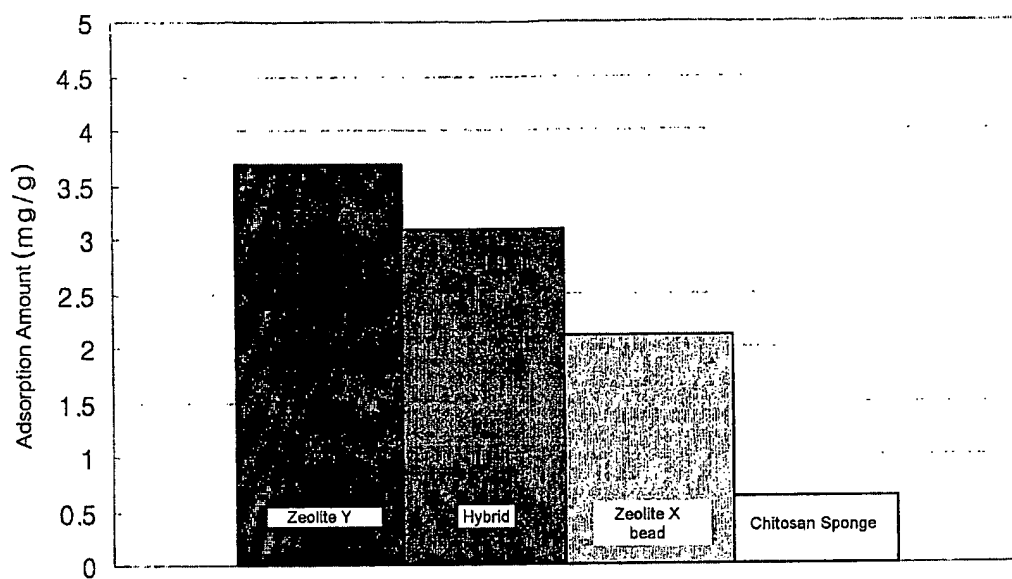 5
4.5
4
3.5
3
2.5
2
1.5
1
0.5
0
Adsorption Amount (mg/g)
Zeolite Y
Hybrid
Zeolite X
bead
Chitosan Sponge